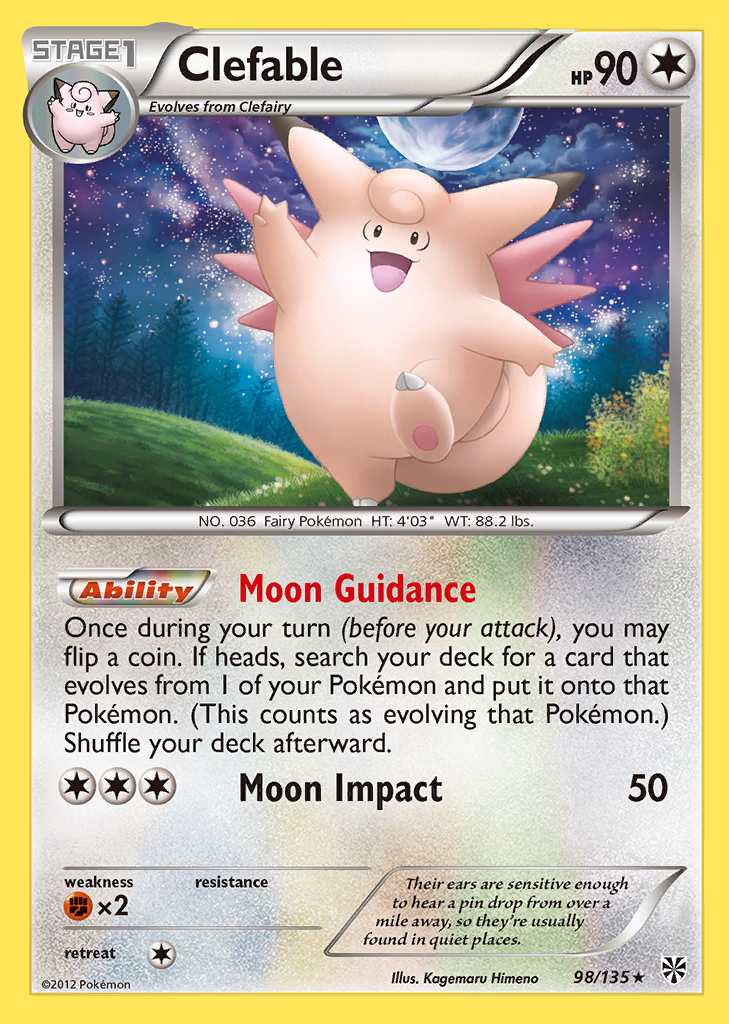 STAGE1
Clefable
HP 90
Evolves from Clefairy
NO. 036 Fairy Pokémon HT: 4'03" WT: 88.2 lbs.
Ability Moon Guidance
Once during your turn (before your attack), you may
flip a coin. If heads, search your deck for a card that
evolves from 1 of your Pokémon and put it onto that
Pokémon. (This counts as evolving that Pokémon.)
Shuffle your deck afterward.
Moon Impact 50
weakness resistance
×2
retreat
Their ears are sensitive enough
to hear a pin drop from over a
mile away, so they're usually
found in quiet places.
©2012 Pokémon
Illus. Kagemaru Himeno
98/135 ★